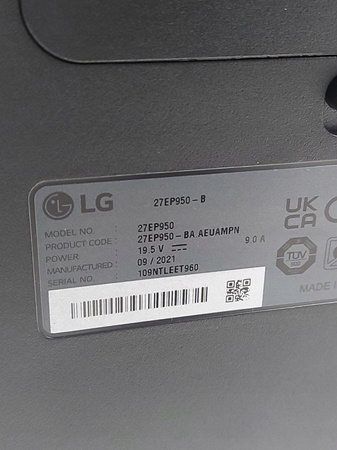 LG 27EP950-B
MODEL NO. : 27EP950
PRODUCT CODE : 27EP950-BA AEUAMPN
POWER : 19.5 V 9.0 A
MANUFACTURED : 09 / 2021
SERIAL NO. : 109NTLEET960
UK
CA
TÜV
MADE